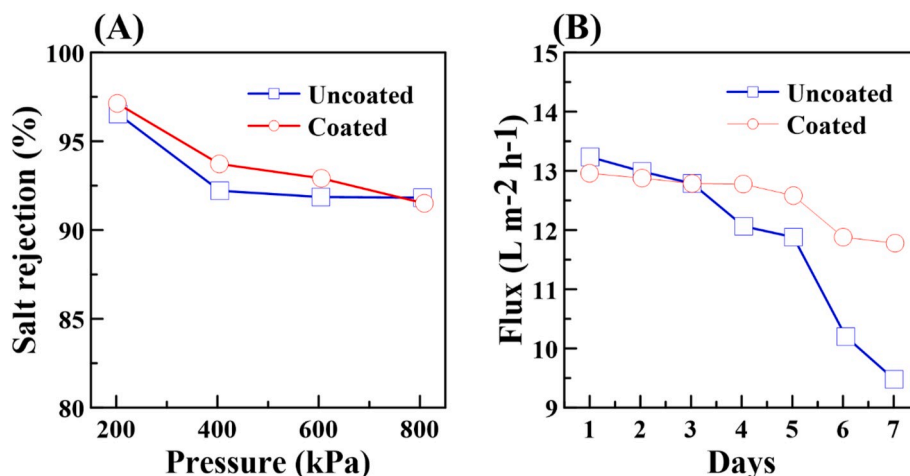 (A)
100
95
90
85
80
Salt rejection (%)
Uncoated
Coated
200 400 600 800
Pressure (kPa)
(B)
15
14
13
12
11
10
9
Flux (L m-2 h-1)
Uncoated
Coated
1 2 3 4 5 6 7
Days